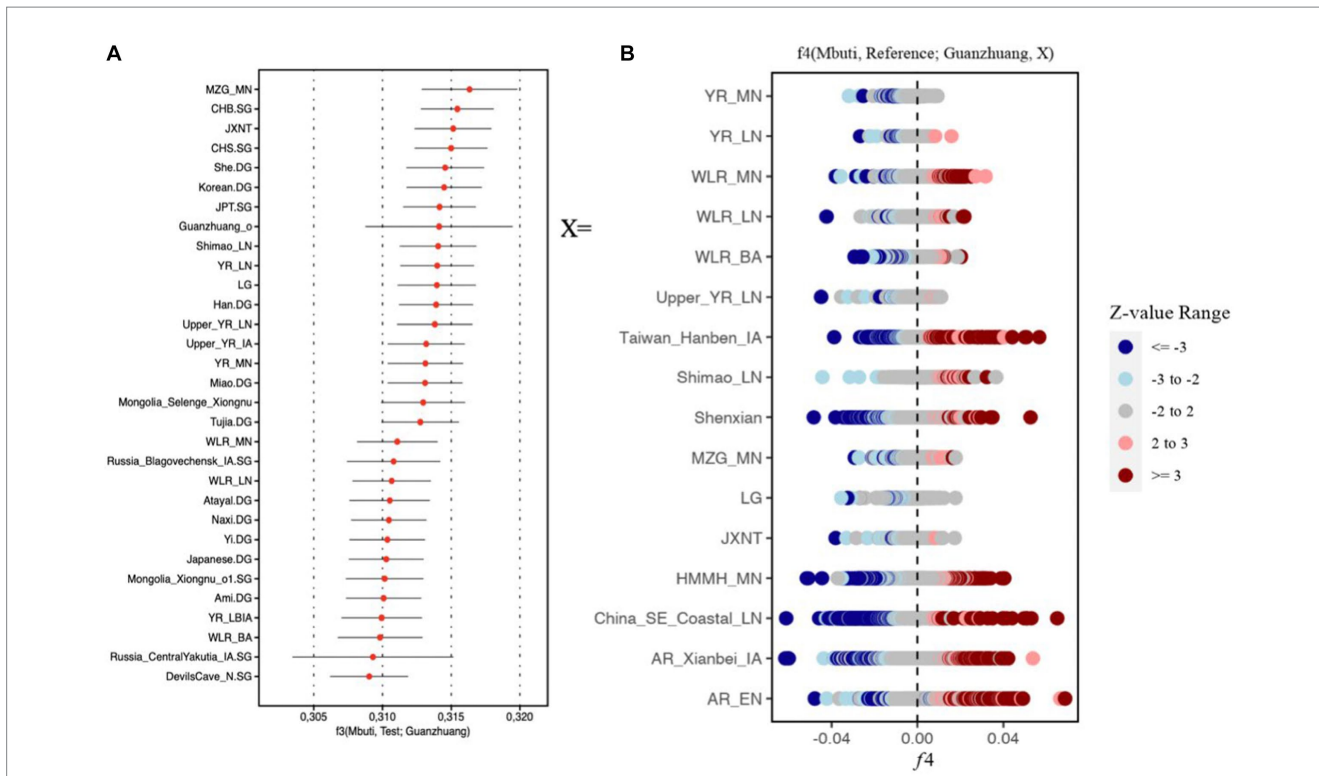 A
MZG_MN
CHB.SG
JXNT
CHS.SG
She.DG
Korean.DG
JPT.SG
Guanzhuang_o
Shimao_LN
YR_LN
LG
Han.DG
Upper_YR_LN
Upper_YR_IA
YR_MN
Miao.DG
Mongolia_Selenge_Xiongnu
Tujia.DG
WLR_MN
Russia_Blagovechensk_IA.SG
WLR_LN
Atayal.DG
Naxi.DG
Yi.DG
Japanese.DG
Mongolia_Xiongnu_o1.SG
Ami.DG
YR_LBIA
WLR_BA
Russia_CentralYakutia_IA.SG
DevilsCave_N.SG
0,305 0,310 0,315 0,320
f3(Mbuti, Test; Guanzhuang)
B
f4(Mbuti, Reference; Guanzhuang, X)
X=
YR_MN
YR_LN
WLR_MN
WLR_LN
WLR_BA
Upper_YR_LN
Taiwan_Hanben_IA
Shimao_LN
Shenxian
MZG_MN
LG
JXNT
HMMH_MN
China_SE_Coastal_LN
AR_Xianbei_IA
AR_EN
-0.04 0.00 0.04
f4
Z-value Range
<= -3
-3 to -2
-2 to 2
2 to 3
>= 3